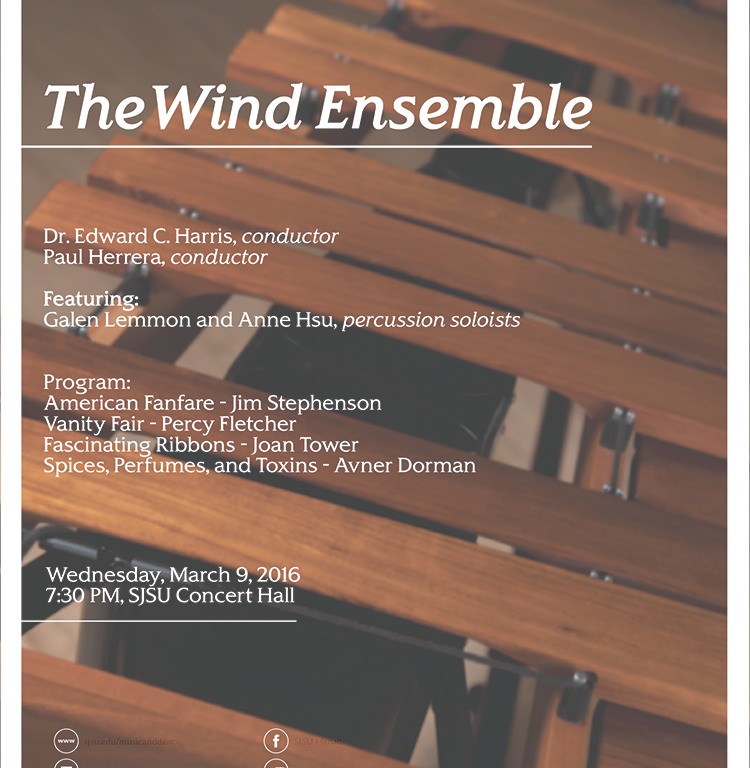 The Wind Ensemble
Dr. Edward C. Harris, conductor
Paul Herrera, conductor
Featuring:
Galen Lemmon and Anne Hsu, percussion soloists
Program:
American Fanfare - Jim Stephenson
Vanity Fair - Percy Fletcher
Fascinating Ribbons - Joan Tower
Spices, Perfumes, and Toxins - Avner Dorman
Wednesday, March 9, 2016
7:30 PM, SJSU Concert Hall
www
f SJSU